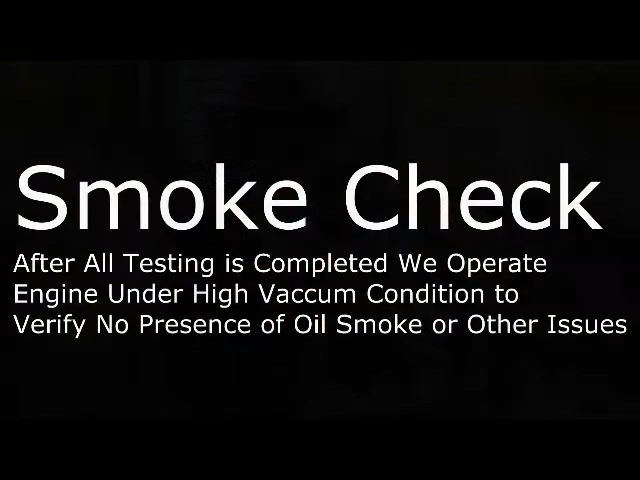 Smoke Check
After All Testing is Completed We Operate
Engine Under High Vaccum Condition to
Verify No Presence of Oil Smoke or Other Issues